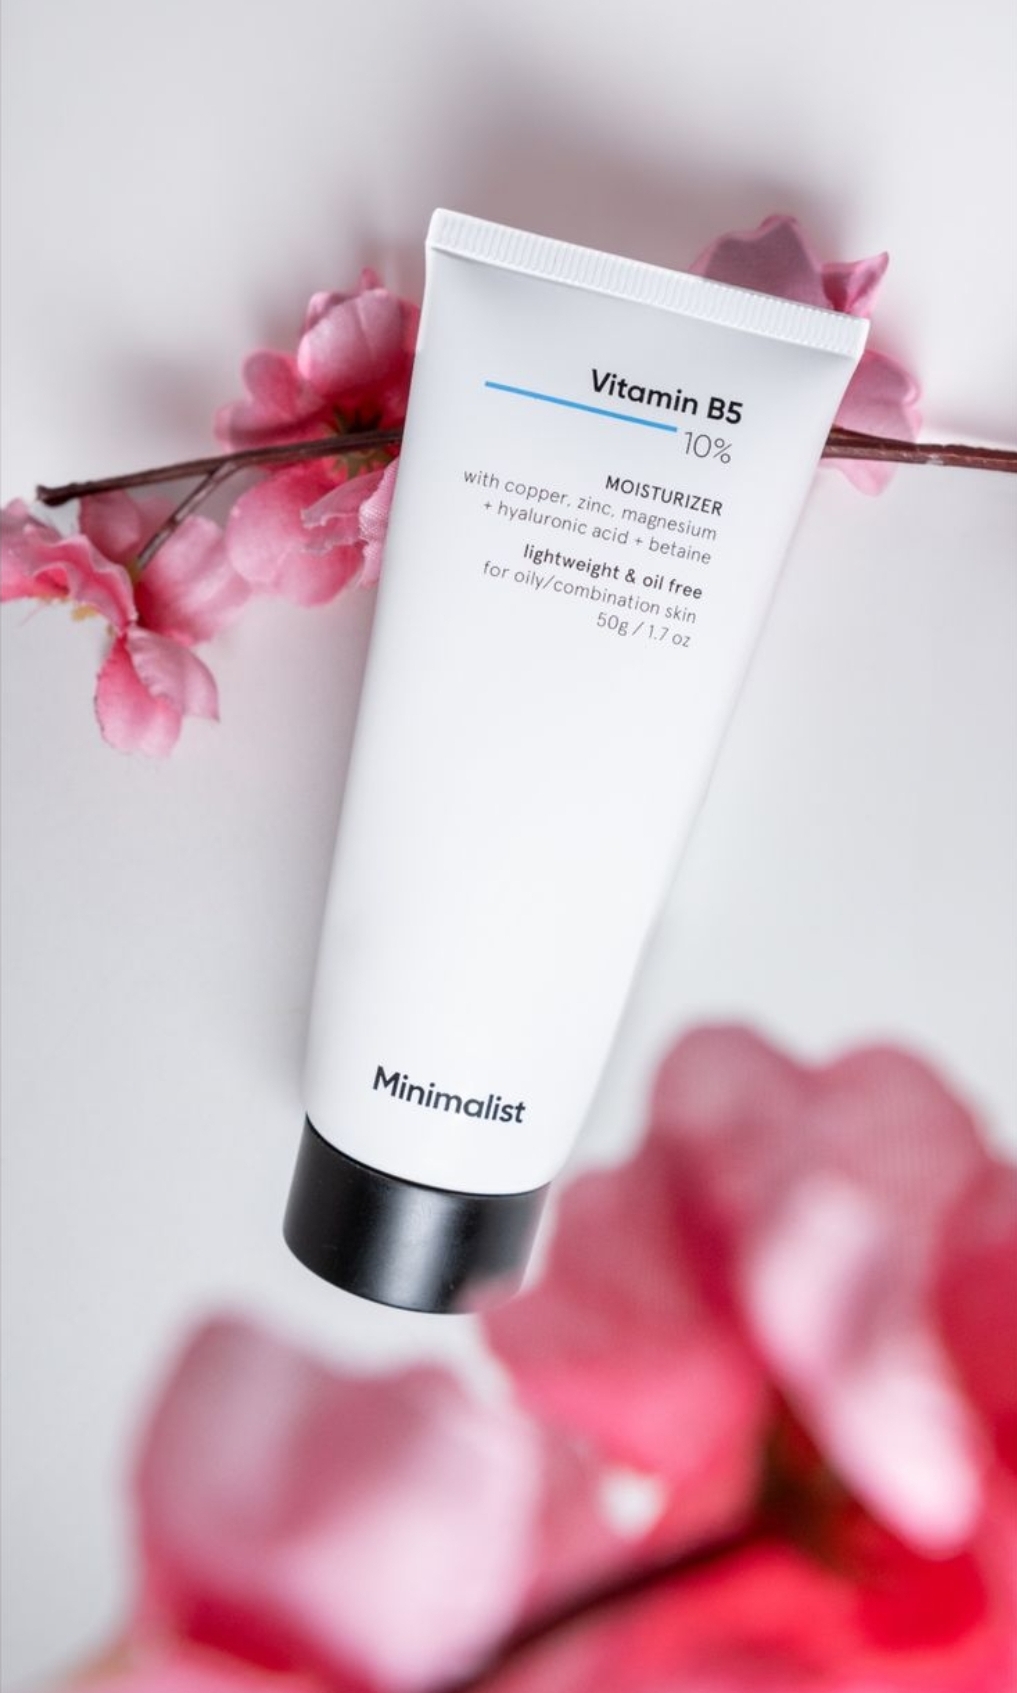 Vitamin B5
10%
MOISTURIZER
with copper, zinc, magnesium
+ hyaluronic acid + betaine
lightweight & oil free
for oily/combination skin
50g / 1.7 oz
Minimalist